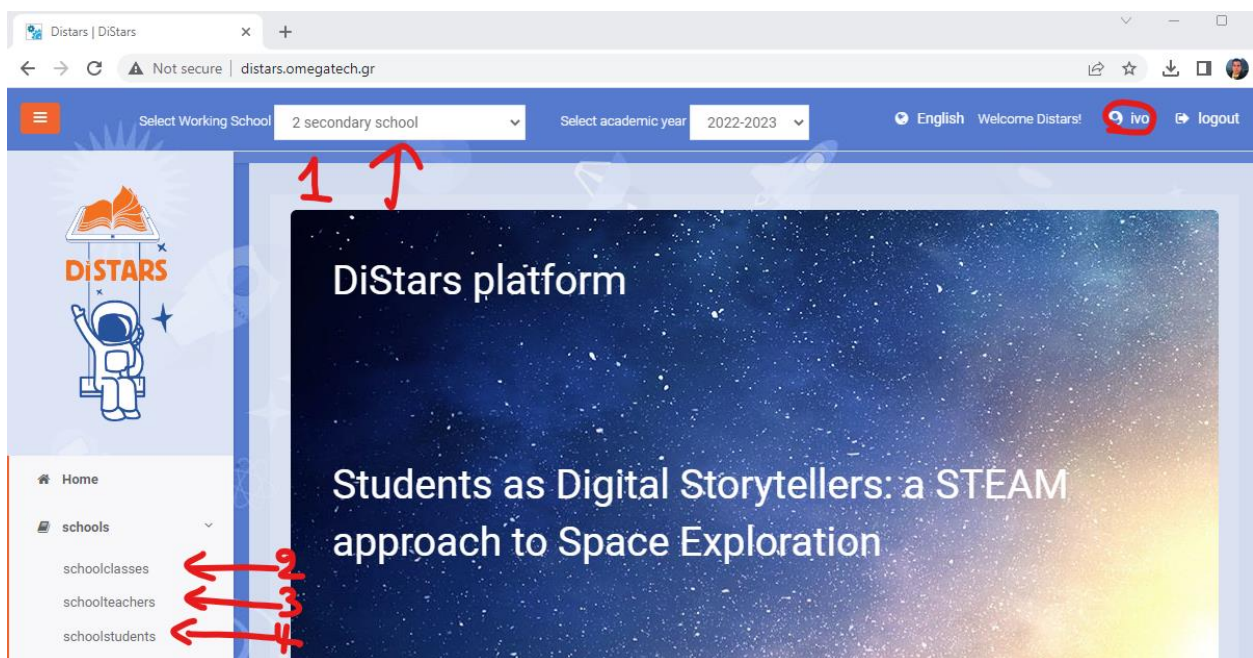 Distars | DiStars
Not secure | distars.omegatech.gr
Select Working School 2 secondary school Select academic year 2022-2023 English Welcome Distars! ivo logout
1
DiSTARS
DiStars platform
Home
Students as Digital Storytellers: a STEAM
approach to Space Exploration
schools
schoolclasses 2
schoolteachers 3
schoolstudents 4